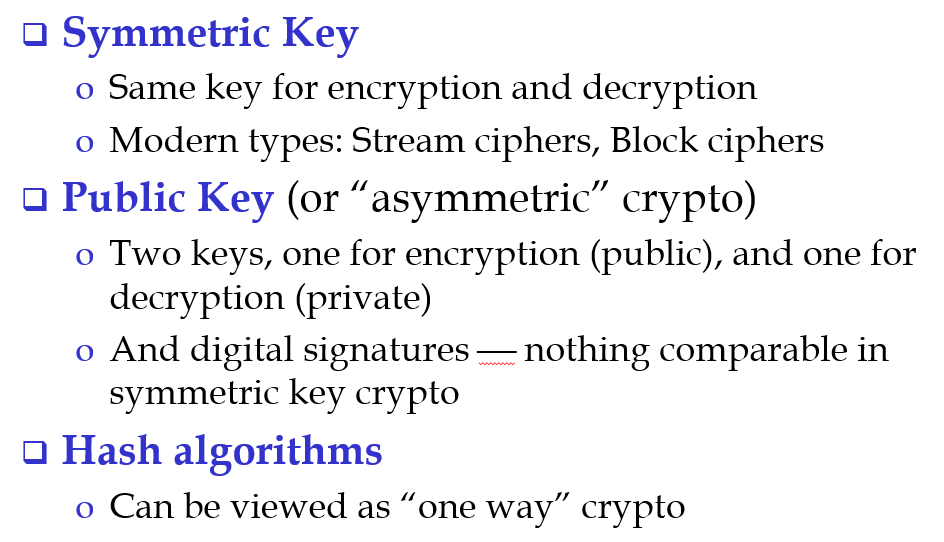 ❑ Symmetric Key
o Same key for encryption and decryption
o Modern types: Stream ciphers, Block ciphers
❑ Public Key (or “asymmetric” crypto)
o Two keys, one for encryption (public), and one for
decryption (private)
o And digital signatures — nothing comparable in
symmetric key crypto
❑ Hash algorithms
o Can be viewed as “one way” crypto